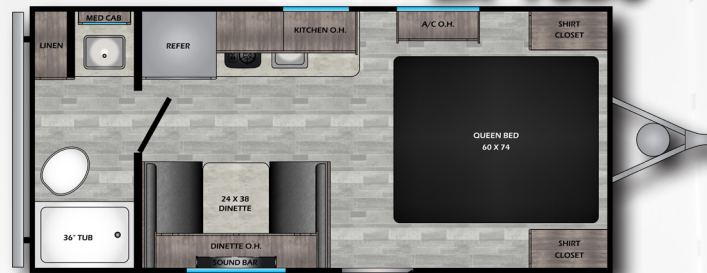 MED CAB
LINEN
REFER
KITCHEN O.H.
A/C O.H.
SHIRT
CLOSET
QUEEN BED
60 X 74
24 X 38
DINETTE
36" TUB
DINETTE O.H.
SOUND BAR
SHIRT
CLOSET